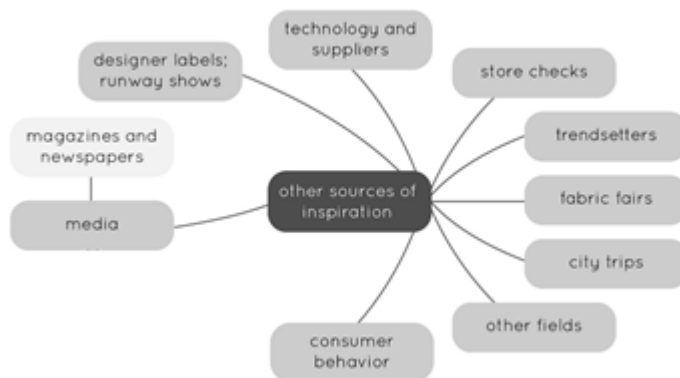 technology and
suppliers
designer labels;
runway shows
store checks
magazines and
newspapers
trendsetters
other sources of
inspiration
fabric fairs
media
city trips
other fields
consumer
behavior